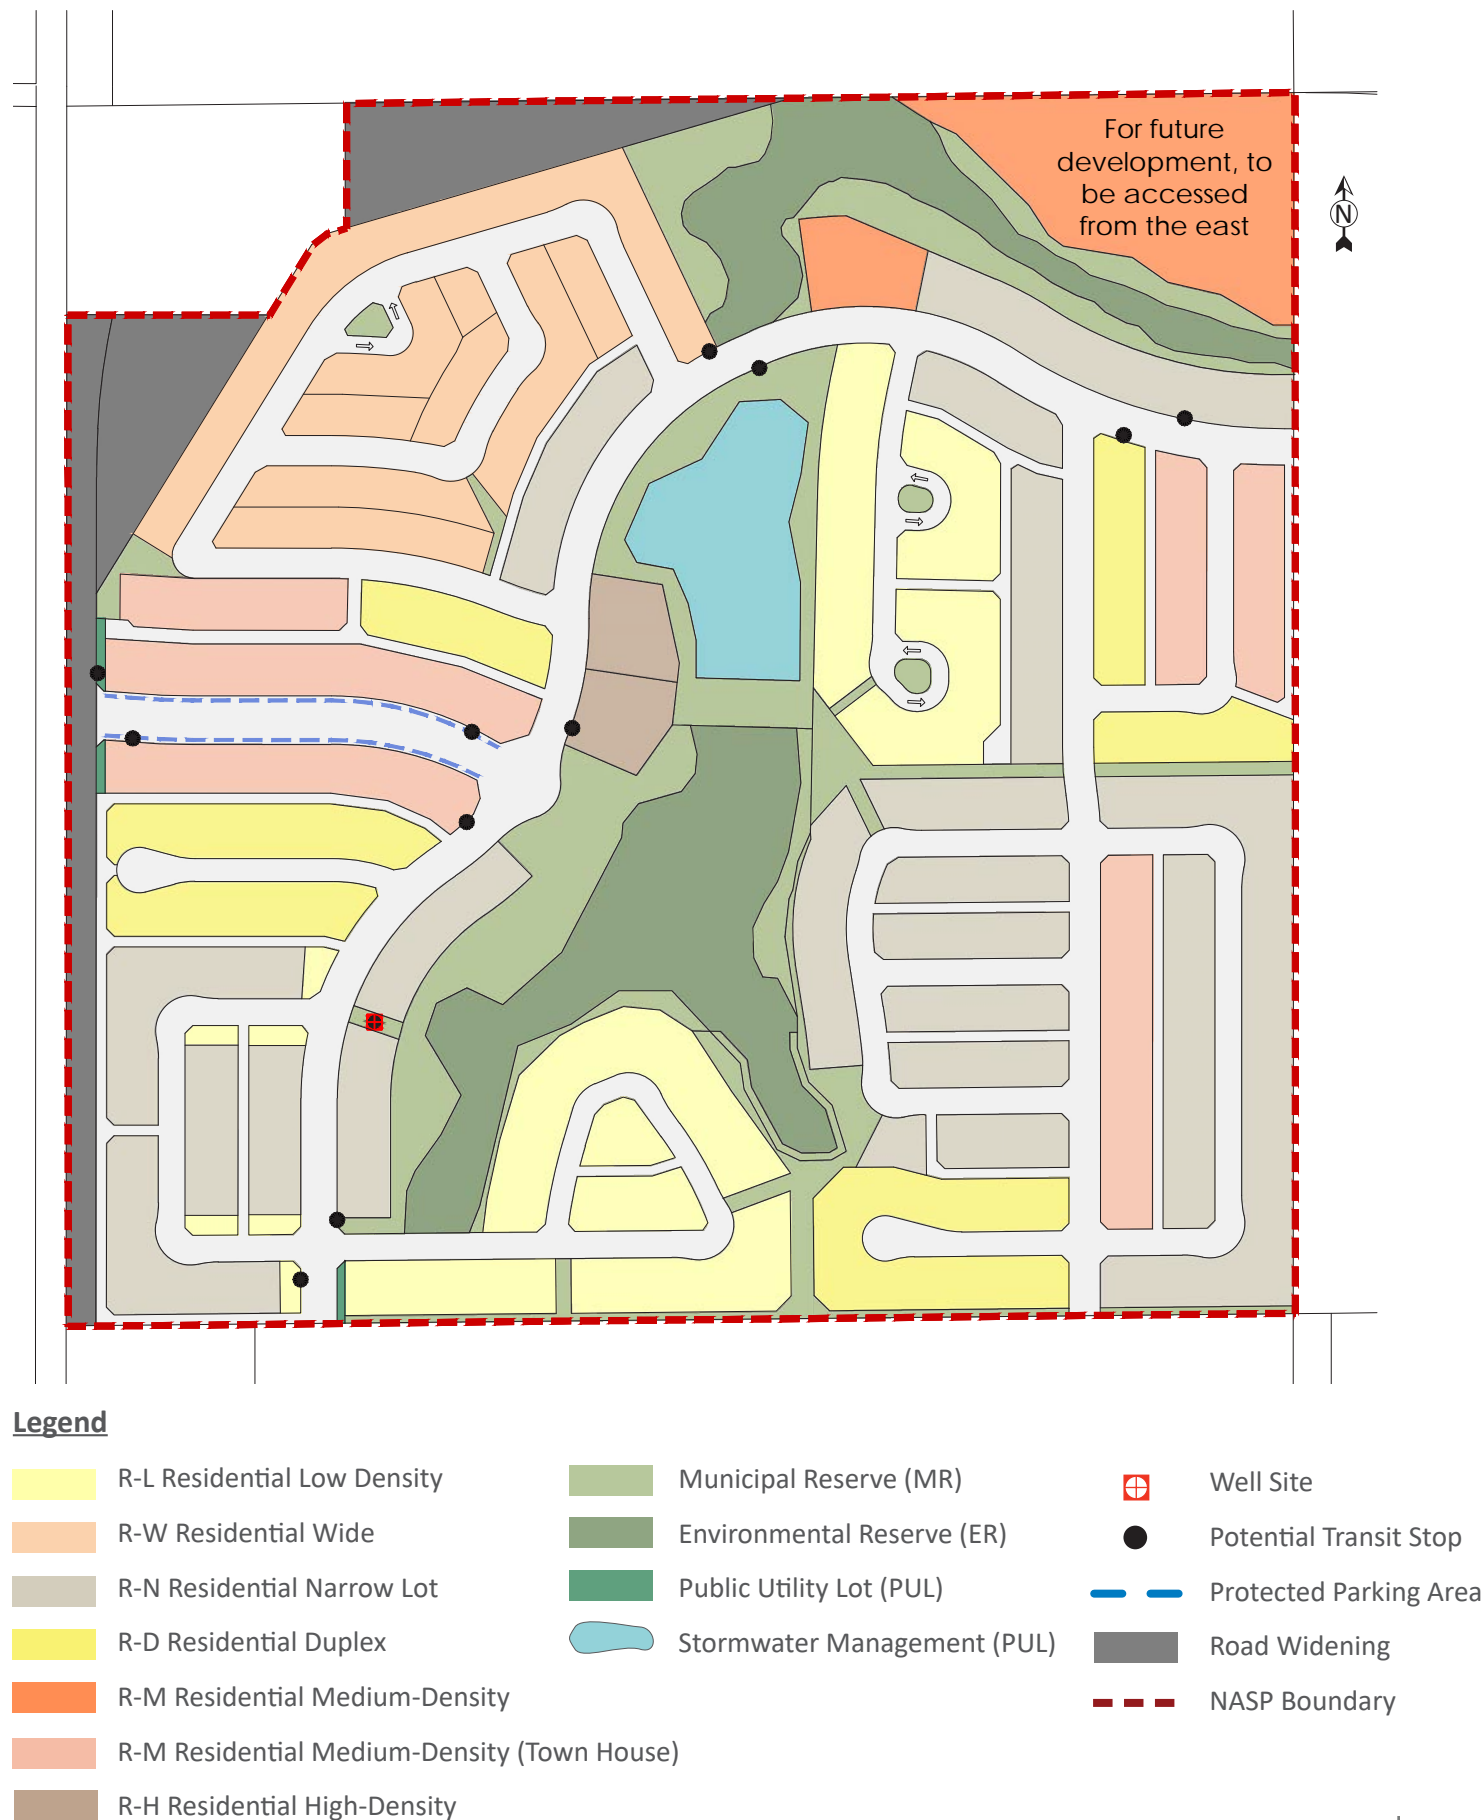 For future
development, to
be accessed
from the east
N
Legend
R-L Residential Low Density
R-W Residential Wide
R-N Residential Narrow Lot
R-D Residential Duplex
R-M Residential Medium-Density
R-M Residential Medium-Density (Town House)
R-H Residential High-Density
Municipal Reserve (MR)
Environmental Reserve (ER)
Public Utility Lot (PUL)
Stormwater Management (PUL)
Well Site
Potential Transit Stop
Protected Parking Area
Road Widening
NASP Boundary